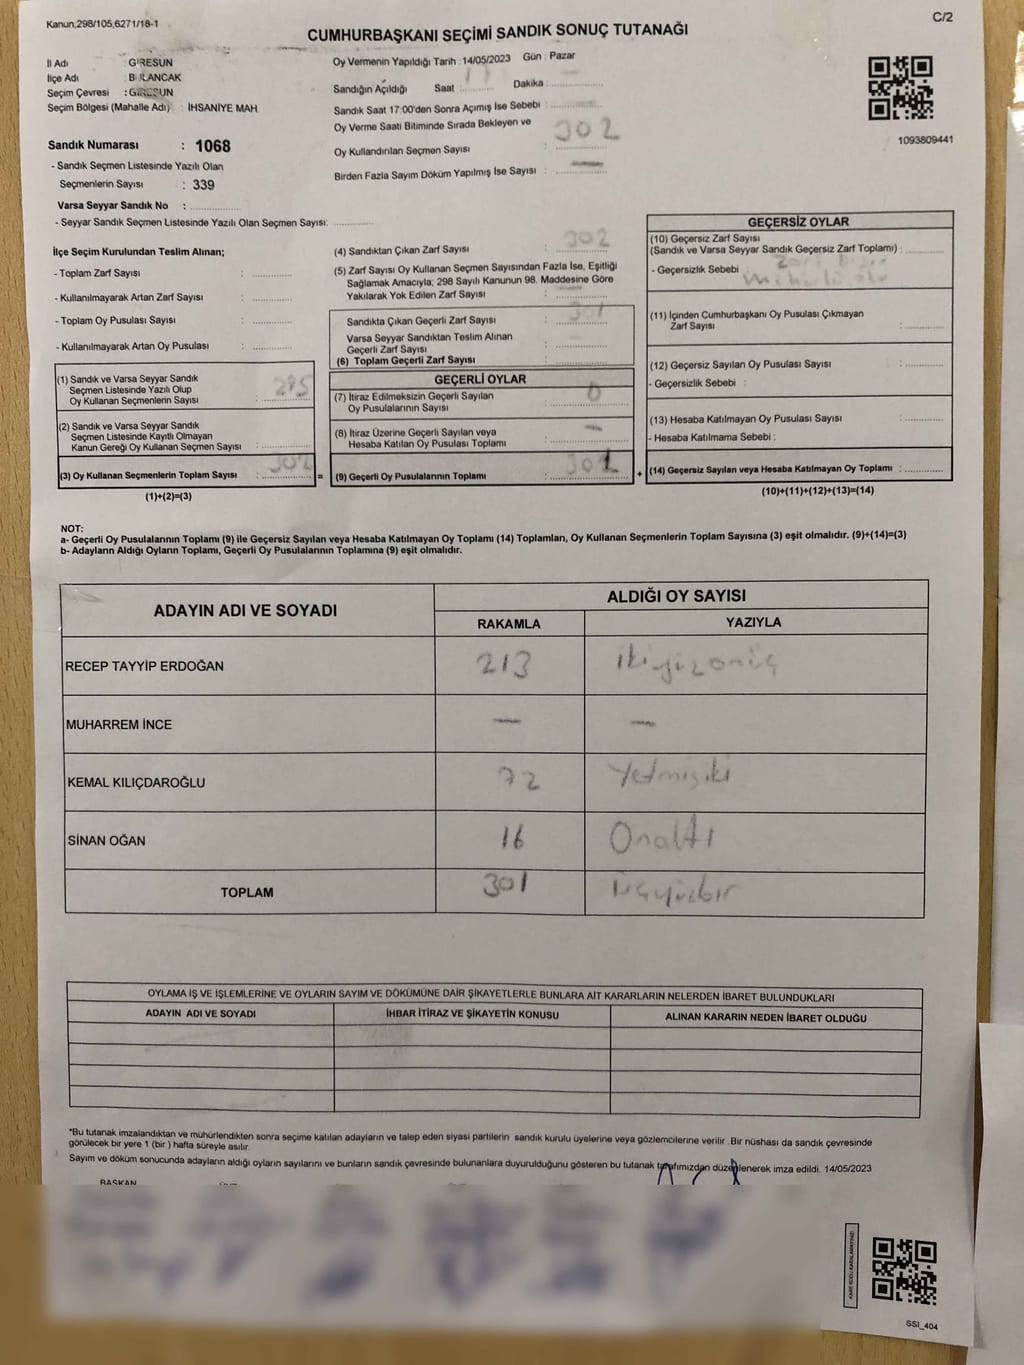 Kanun:298/105,6271/18-1
C/2
CUMHURBAŞKANI SEÇİMİ SANDIK SONUÇ TUTANAĞI
İl Adı GİRESUN
İlçe Adı BULANCAK
Seçim Çevresi : GİRESUN
Seçim Bölgesi (Mahalle Adı) : İHSANİYE MAH.
Sandık Numarası : 1068
- Sandık Seçmen Listesinde Yazılı Olan
Seçmenlerin Sayısı : 339
Varsa Seyyar Sandık No :
- Seyyar Sandık Seçmen Listesinde Yazılı Olan Seçmen Sayısı:
Oy Vermenin Yapıldığı Tarih : 14/05/2023 Gün : Pazar
Sandığın Açıldığı Saat Dakika :
Sandık Saat 17:00'den Sonra Açımış İse Sebebi :
Oy Verme Saati Bitiminde Sırada Bekleyen ve
Oy Kullandırılan Seçmen Sayısı : 302
Birden Fazla Sayım Döküm Yapılmış İse Sayısı : —
1093809441
İlçe Seçim Kurulundan Teslim Alınan;
- Toplam Zarf Sayısı :
- Kullanılmayarak Artan Zarf Sayısı :
- Toplam Oy Pusulası Sayısı :
- Kullanılmayarak Artan Oy Pusulası :
(1) Sandık ve Varsa Seyyar Sandık
Seçmen Listesinde Yazılı Olup
Oy Kullanan Seçmenlerin Sayısı : 295
(2) Sandık ve Varsa Seyyar Sandık
Seçmen Listesinde Kayıtlı Olmayan
Kanun Gereği Oy Kullanan Seçmen Sayısı :
(3) Oy Kullanan Seçmenlerin Toplam Sayısı : 302
(1)+(2)=(3)
(4) Sandıktan Çıkan Zarf Sayısı : 302
(5) Zarf Sayısı Oy Kullanan Seçmen Sayısından Fazla İse, Eşitliği
Sağlamak Amacıyla; 298 Sayılı Kanunun 98. Maddesine Göre
Yakılarak Yok Edilen Zarf Sayısı :
Sandıkta Çıkan Geçerli Zarf Sayısı : 301
Varsa Seyyar Sandıktan Teslim Alınan
Geçerli Zarf Sayısı :
(6) Toplam Geçerli Zarf Sayısı :
GEÇERLİ OYLAR
(7) İtiraz Edilmeksizin Geçerli Sayılan
Oy Pusulalarının Sayısı : 0
(8) İtiraz Üzerine Geçerli Sayılan veya
Hesaba Katılan Oy Pusulası Toplamı : —
= (9) Geçerli Oy Pusulalarının Toplamı : 301
GEÇERSİZ OYLAR
(10) Geçersiz Zarf Sayısı
(Sandık ve Varsa Seyyar Sandık Geçersiz Zarf Toplamı) :
- Geçersizlik Sebebi : Zarf
(11) İçinden Cumhurbaşkanı Oy Pusulası Çıkmayan
Zarf Sayısı :
(12) Geçersiz Sayılan Oy Pusulası Sayısı :
- Geçersizlik Sebebi :
(13) Hesaba Katılmayan Oy Pusulası Sayısı :
- Hesaba Katılmama Sebebi :
+ (14) Geçersiz Sayılan veya Hesaba Katılmayan Oy Toplamı :
(10)+(11)+(12)+(13)=(14)
NOT:
a- Geçerli Oy Pusulalarının Toplamı (9) ile Geçersiz Sayılan veya Hesaba Katılmayan Oy Toplamı (14) Toplamları, Oy Kullanan Seçmenlerin Toplam Sayısına (3) eşit olmalıdır. (9)+(14)=(3)
b- Adayların Aldığı Oyların Toplamı, Geçerli Oy Pusulalarının Toplamına (9) eşit olmalıdır.
ADAYIN ADI VE SOYADI ALDIĞI OY SAYISI
RAKAMLA YAZIYLA
RECEP TAYYİP ERDOĞAN 213 ikiyüzonüç
MUHARREM İNCE — —
KEMAL KILIÇDAROĞLU 72 Yetmişiki
SİNAN OĞAN 16 Onaltı
TOPLAM 301 üçyüzbir
OYLAMA İŞ VE İŞLEMLERİNE VE OYLARIN SAYIM VE DÖKÜMÜNE DAİR ŞİKAYETLERLE BUNLARA AİT KARARLARIN NELERDEN İBARET BULUNDUKLARI
ADAYIN ADI VE SOYADI İHBAR İTİRAZ VE ŞİKAYETİN KONUSU ALINAN KARARIN NEDEN İBARET OLDUĞU
*Bu tutanak imzalandıktan ve mühürlendikten sonra seçime katılan adayların ve talep eden siyasi partilerin sandık kurulu üyelerine veya gözlemcilerine verilir .Bir nüshası da sandık çevresinde
görülecek bir yere 1 (bir ) hafta süreyle asılır.
Sayım ve döküm sonucunda adayların aldığı oyların sayılarını ve bunların sandık çevresinde bulunanlara duyurulduğunu gösteren bu tutanak tarafımızdan düzenlenerek imza edildi. 14/05/2023
BAŞKAN
SSI_404